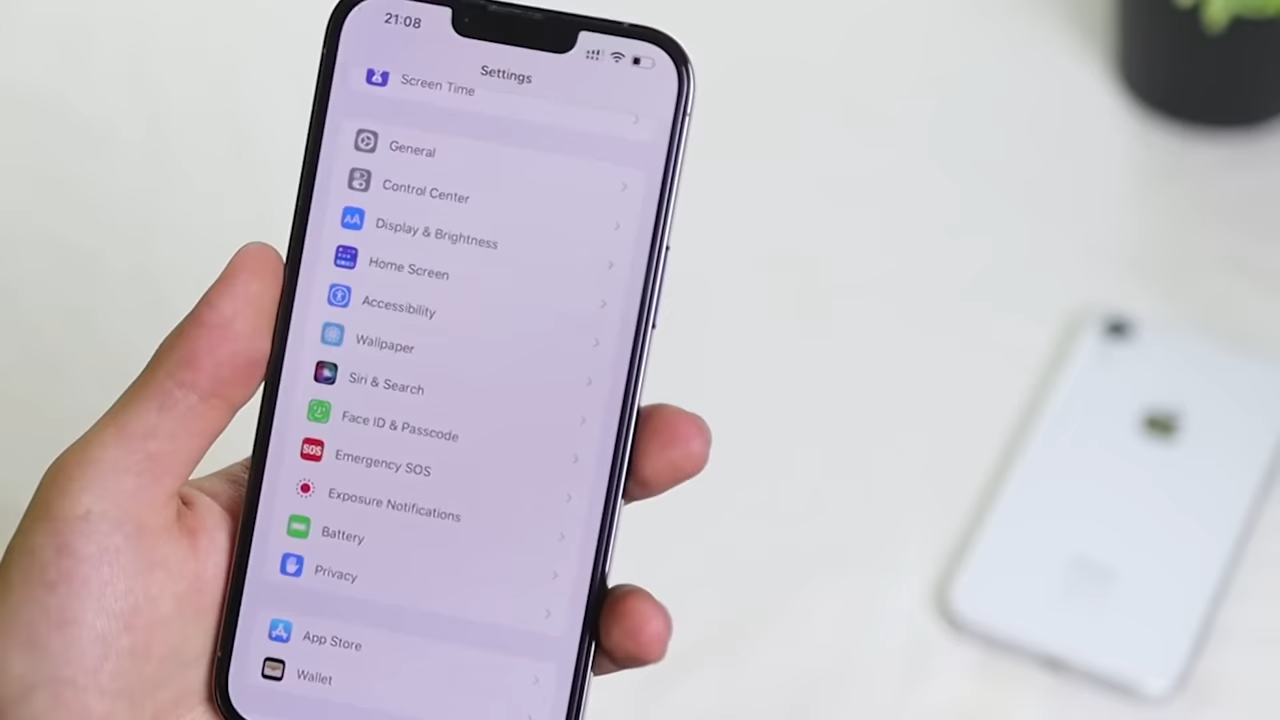 21:08
Settings
Screen Time
General
Control Center
Display & Brightness
AA
Home Screen
Accessibility
Wallpaper
Siri & Search
Face ID & Passcode
SOS
Emergency SOS
Exposure Notifications
Battery
Privacy
App Store
Wallet